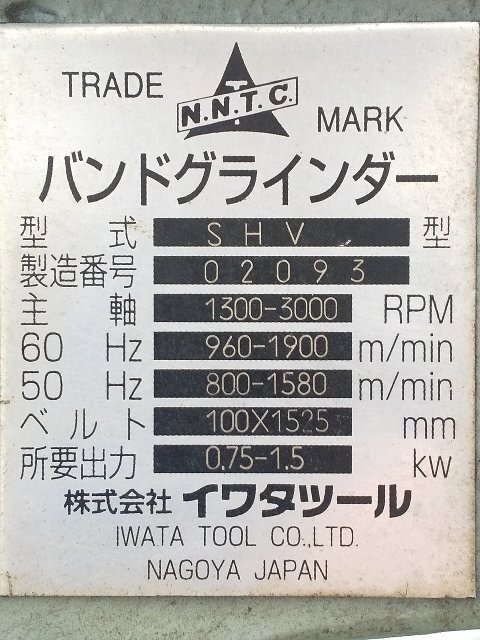 TRADE N.N.T.C. MARK
バンドグラインダー
型式 SHV 型
製造番号 02093
主軸 1300-3000 RPM
60 Hz 960-1900 m/min
50 Hz 800-1580 m/min
ベルト 100X1525 mm
所要出力 0.75-1.5 kw
株式会社 イワタツール
IWATA TOOL CO.,LTD.
NAGOYA JAPAN